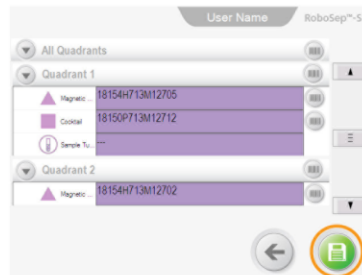 User Name RoboSep™-S
All Quadrants
Quadrant 1
Magnetic ... 18154H713M12705
Cocktail 18150P713M12712
Sample Tu... ---
Quadrant 2
Magnetic ... 18154H713M12702